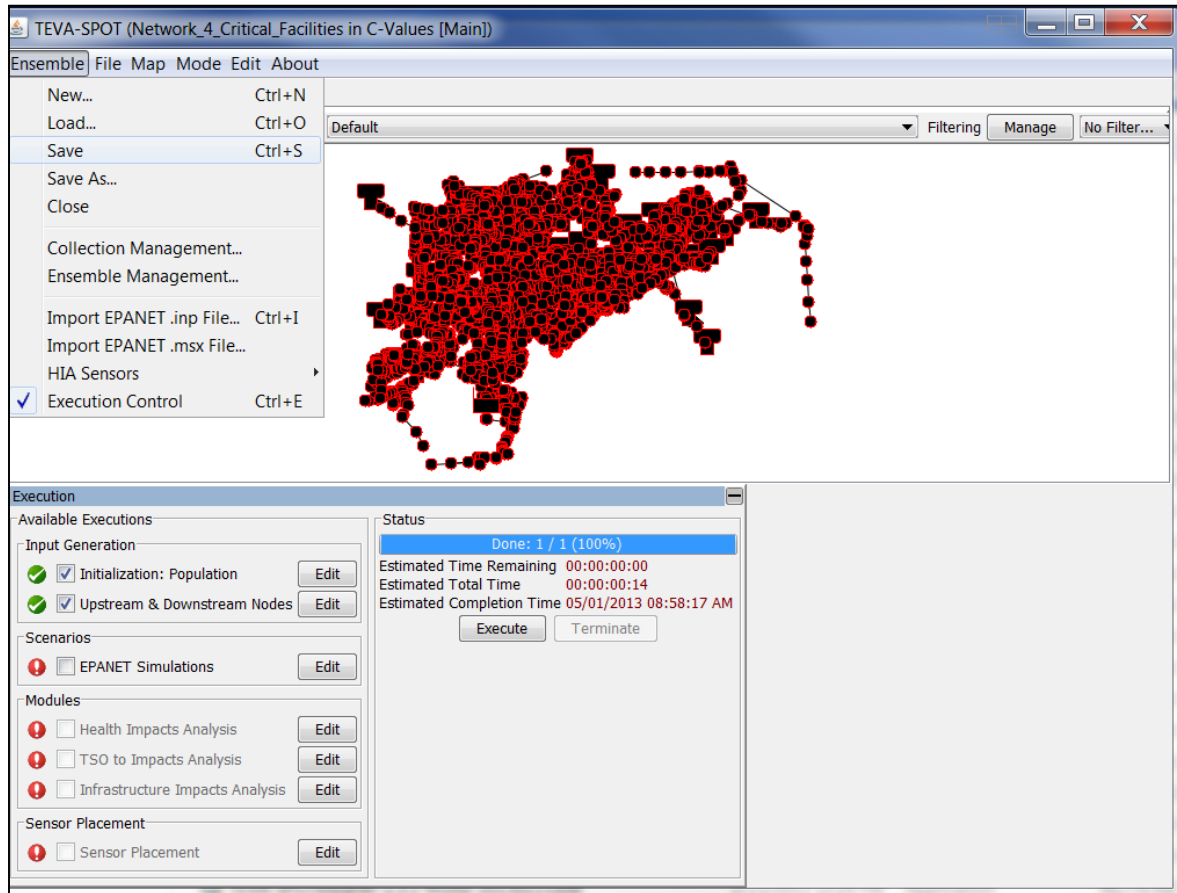 TEVA-SPOT (Network_4_Critical_Facilities in C-Values [Main])
Ensemble File Map Mode Edit About
New... Ctrl+N
Load... Ctrl+O
Save Ctrl+S
Save As...
Close
Collection Management...
Ensemble Management...
Import EPANET .inp File... Ctrl+I
Import EPANET .msx File...
HIA Sensors
Execution Control Ctrl+E
Default Filtering Manage No Filter...
Execution
Available Executions
Input Generation
Initialization: Population Edit
Upstream & Downstream Nodes Edit
Scenarios
EPANET Simulations Edit
Modules
Health Impacts Analysis Edit
TSO to Impacts Analysis Edit
Infrastructure Impacts Analysis Edit
Sensor Placement
Sensor Placement Edit
Status
Done: 1 / 1 (100%)
Estimated Time Remaining 00:00:00:00
Estimated Total Time 00:00:00:14
Estimated Completion Time 05/01/2013 08:58:17 AM
Execute Terminate